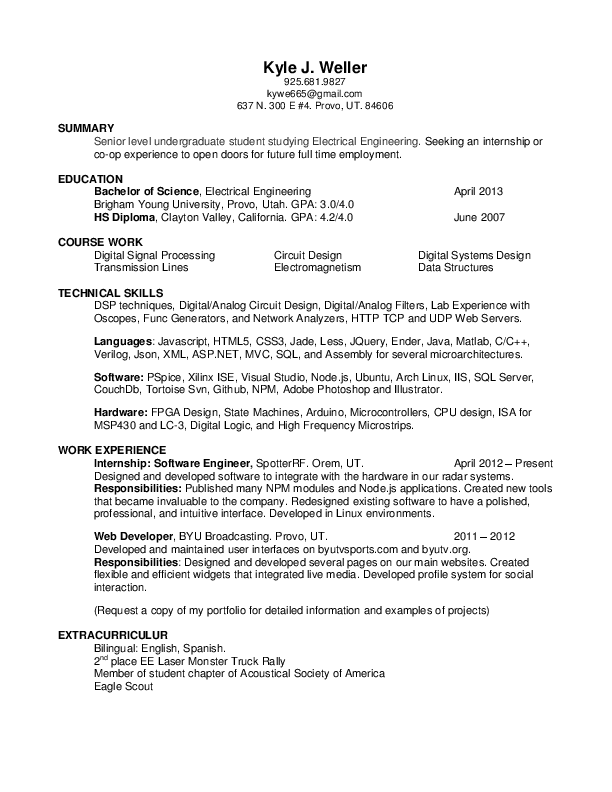 Kyle J. Weller
925.681.9827
kywe665@gmail.com
637 N. 300 E #4. Provo, UT. 84606
SUMMARY
Senior level undergraduate student studying Electrical Engineering. Seeking an internship or
co-op experience to open doors for future full time employment.
EDUCATION
Bachelor of Science, Electrical Engineering April 2013
Brigham Young University, Provo, Utah. GPA: 3.0/4.0
HS Diploma, Clayton Valley, California. GPA: 4.2/4.0 June 2007
COURSE WORK
Digital Signal Processing Circuit Design Digital Systems Design
Transmission Lines Electromagnetism Data Structures
TECHNICAL SKILLS
DSP techniques, Digital/Analog Circuit Design, Digital/Analog Filters, Lab Experience with
Oscopes, Func Generators, and Network Analyzers, HTTP TCP and UDP Web Servers.
Languages: Javascript, HTML5, CSS3, Jade, Less, JQuery, Ender, Java, Matlab, C/C++,
Verilog, Json, XML, ASP.NET, MVC, SQL, and Assembly for several microarchitectures.
Software: PSpice, Xilinx ISE, Visual Studio, Node.js, Ubuntu, Arch Linux, IIS, SQL Server,
CouchDb, Tortoise Svn, Github, NPM, Adobe Photoshop and Illustrator.
Hardware: FPGA Design, State Machines, Arduino, Microcontrollers, CPU design, ISA for
MSP430 and LC-3, Digital Logic, and High Frequency Microstrips.
WORK EXPERIENCE
Internship: Software Engineer, SpotterRF. Orem, UT. April 2012 – Present
Designed and developed software to integrate with the hardware in our radar systems.
Responsibilities: Published many NPM modules and Node.js applications. Created new tools
that became invaluable to the company. Redesigned existing software to have a polished,
professional, and intuitive interface. Developed in Linux environments.
Web Developer, BYU Broadcasting. Provo, UT. 2011 – 2012
Developed and maintained user interfaces on byutvsports.com and byutv.org.
Responsibilities: Designed and developed several pages on our main websites. Created
flexible and efficient widgets that integrated live media. Developed profile system for social
interaction.
(Request a copy of my portfolio for detailed information and examples of projects)
EXTRACURRICULUR
Bilingual: English, Spanish.
2nd place EE Laser Monster Truck Rally
Member of student chapter of Acoustical Society of America
Eagle Scout